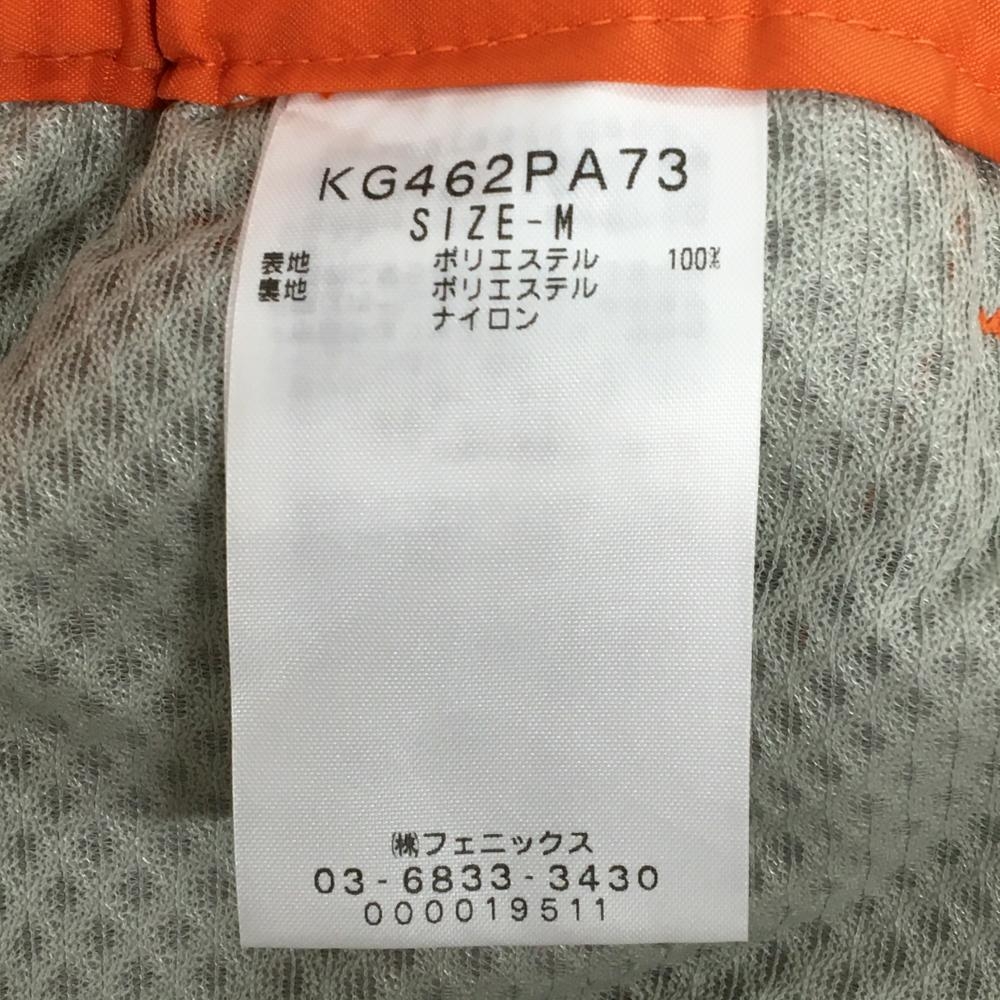 KG462PA73
SIZE-M
表地 ポリエステル 100%
裏地 ポリエステル
ナイロン
㈱フェニックス
03-6833-3430
000019511